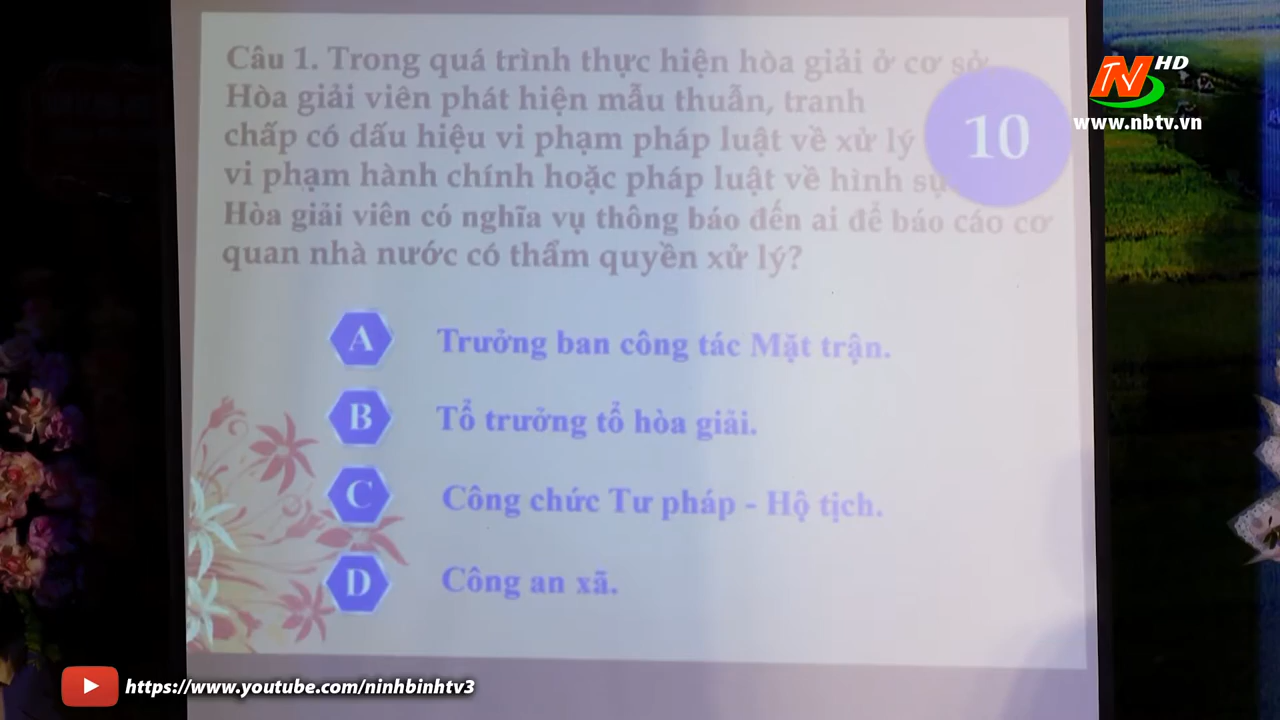 Câu 1. Trong quá trình thực hiện hòa giải ở cơ sở
Hòa giải viên phát hiện mẫu thuẫn, tranh
chấp có dấu hiệu vi phạm pháp luật về xử lý
vi phạm hành chính hoặc pháp luật về hình sự
Hòa giải viên có nghĩa vụ thông báo đến ai để báo cáo cơ
quan nhà nước có thẩm quyền xử lý?
10
A Trưởng ban công tác Mặt trận.
B Tổ trưởng tổ hòa giải.
C Công chức Tư pháp - Hộ tịch.
D Công an xã.
NTV HD
www.nbtv.vn
https://www.youtube.com/ninhbinhtv3